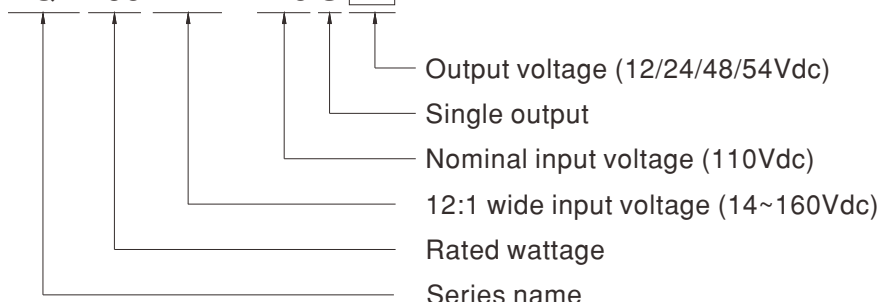 Output voltage (12/24/48/54Vdc)
Single output
Nominal input voltage (110Vdc)
12:1 wide input voltage (14~160Vdc)
Rated wattage
Series name